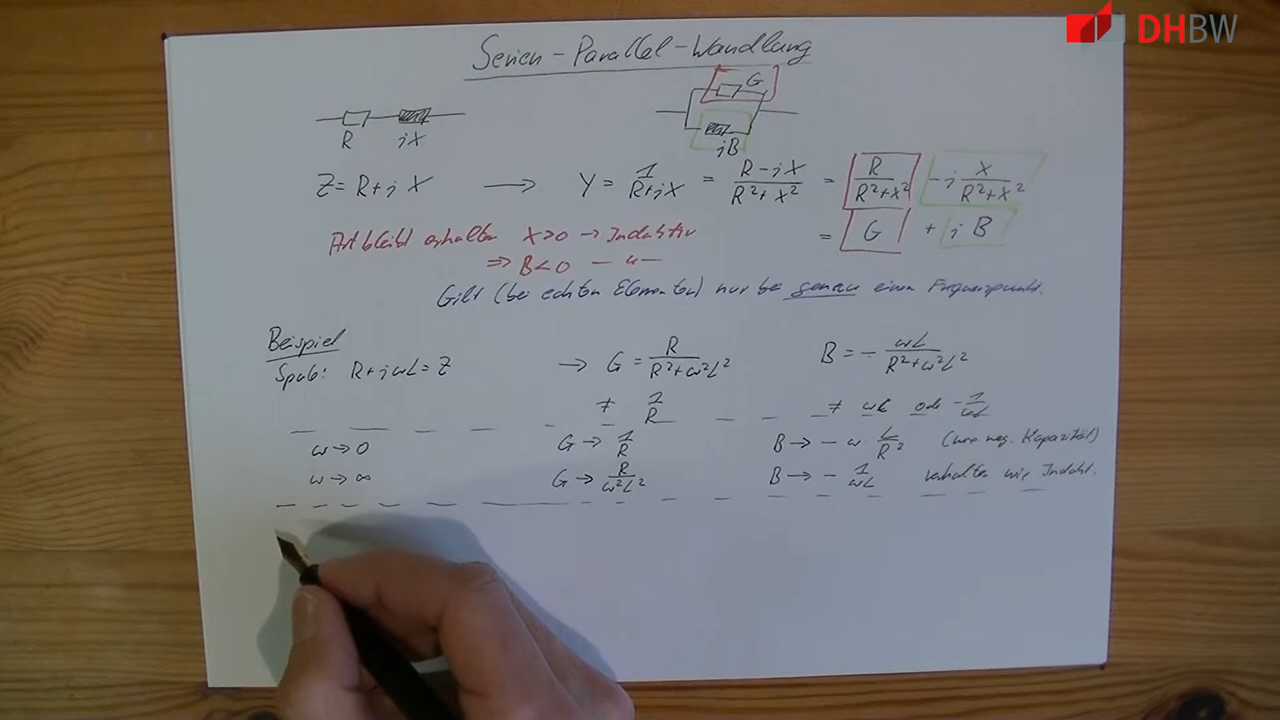 DHBW
Serien-Parallel-Wandlung
G
R jX
jB
Z = R + j X → Y = 1/(R+jX) = (R-jX)/(R²+X²) = R/(R²+X²) - j X/(R²+X²)
= G + j B
Art bleibt erhalten X>0 → Induktiv
⇒ B<0 — " —
Gilt (bei echten Elementen) nur bei genau einem Frequenzpunkt.
Beispiel
Spule: R+jωL = Z → G = R/(R²+ω²L²) B = - ωL/(R²+ω²L²)
≠ 1/R ≠ ωL oder - 1/ωL
ω → 0 G → 1/R B → - ω L/R² (wie neg. Kapazität)
ω → ∞ G → R/(ω²L²) B → - 1/ωL verhalten wie Indukt.